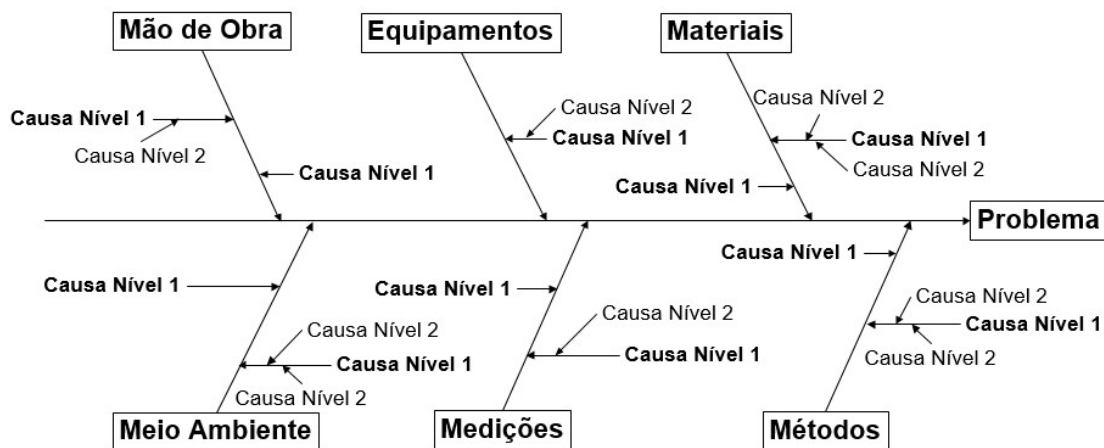 Mão de Obra
Equipamentos
Materiais
Causa Nível 1
Causa Nível 2
Causa Nível 1
Causa Nível 2
Causa Nível 1
Causa Nível 2
Causa Nível 1
Causa Nível 2
Causa Nível 1
Problema
Causa Nível 1
Causa Nível 2
Causa Nível 1
Causa Nível 2
Causa Nível 1
Causa Nível 2
Causa Nível 1
Causa Nível 1
Causa Nível 2
Causa Nível 1
Causa Nível 2
Meio Ambiente
Medições
Métodos